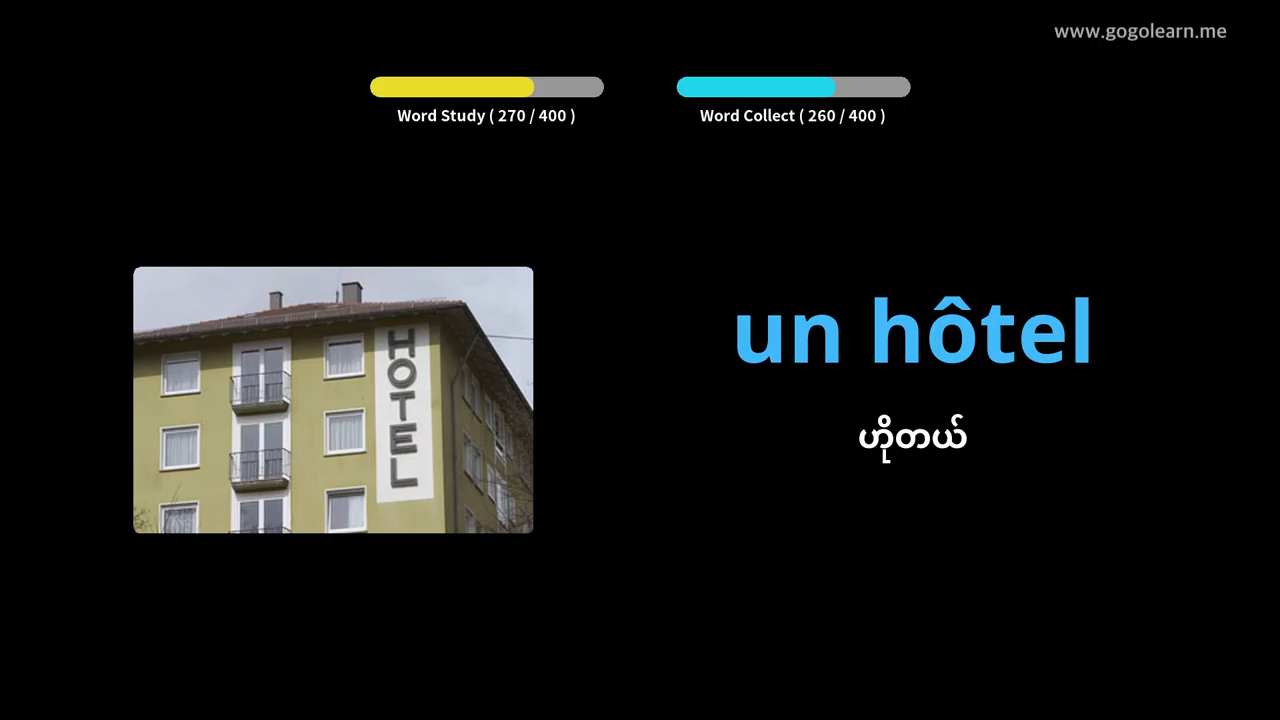 www.gogolearn.me
Word Study ( 270 / 400 )
Word Collect ( 260 / 400 )
HOTEL
un hôtel
ဟိုတယ်